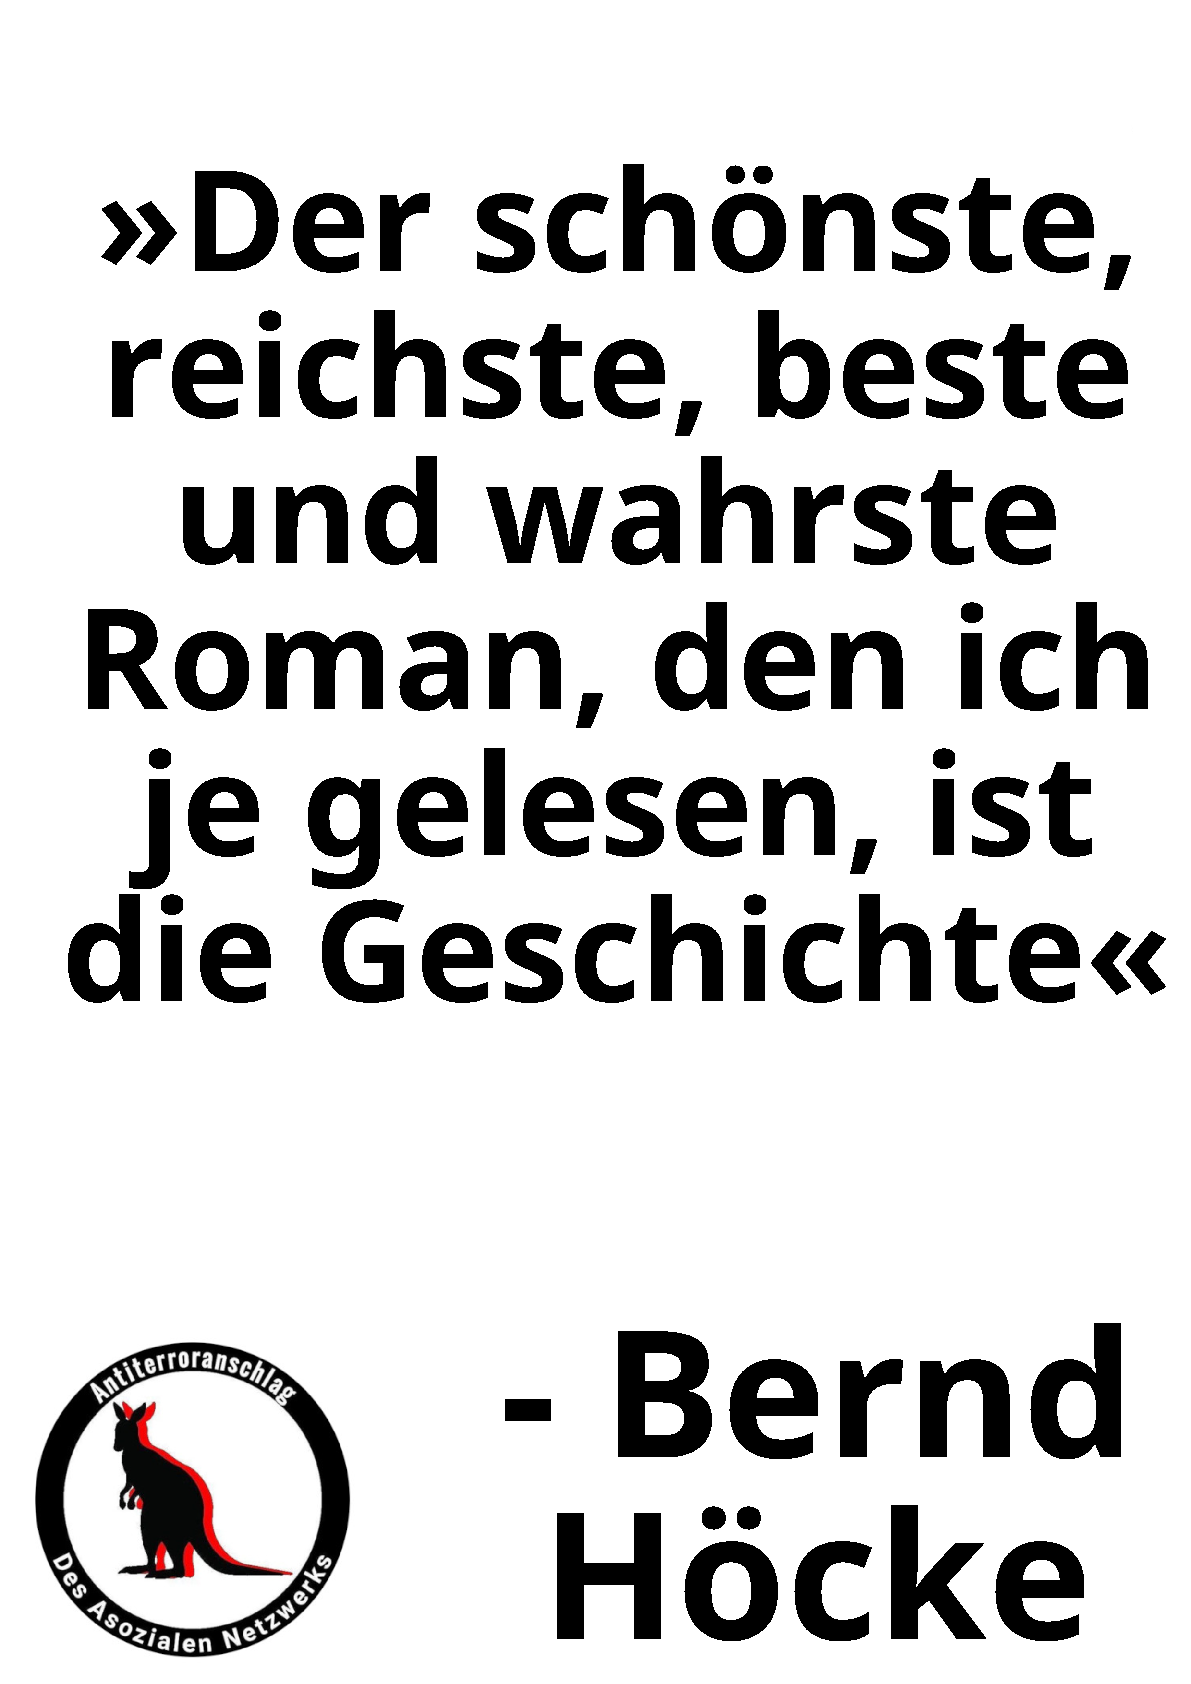 »Der schönste,
reichste, beste
und wahrste
Roman, den ich
je gelesen, ist
die Geschichte«
- Bernd
Höcke
Antiterroranschlag
Des Asozialen Netzwerks